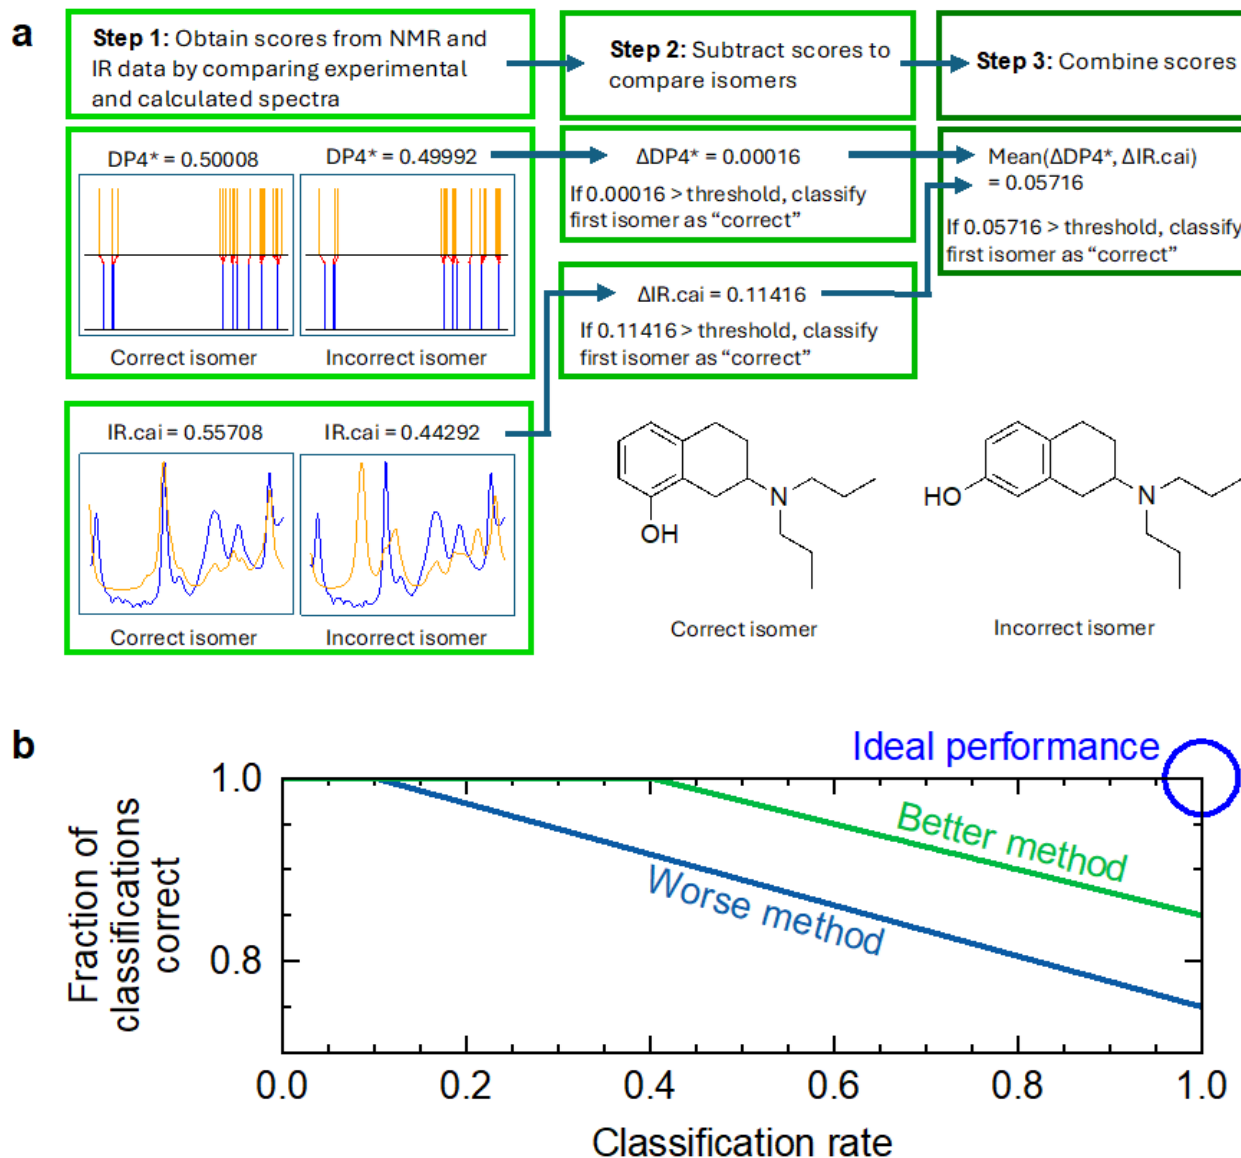 a
Step 1: Obtain scores from NMR and
IR data by comparing experimental
and calculated spectra
Step 2: Subtract scores to
compare isomers
Step 3: Combine scores
DP4* = 0.50008
DP4* = 0.49992
Correct isomer
Incorrect isomer
ΔDP4* = 0.00016
If 0.00016 > threshold, classify
first isomer as “correct”
Mean(ΔDP4*, ΔIR.cai)
= 0.05716
If 0.05716 > threshold, classify
first isomer as “correct”
ΔIR.cai = 0.11416
If 0.11416 > threshold, classify
first isomer as “correct”
IR.cai = 0.55708
IR.cai = 0.44292
Correct isomer
Incorrect isomer
OH
N
Correct isomer
HO
N
Incorrect isomer
b
Ideal performance
Better method
Worse method
Fraction of
classifications
correct
1.0
0.8
0.0
0.2
0.4
0.6
0.8
1.0
Classification rate